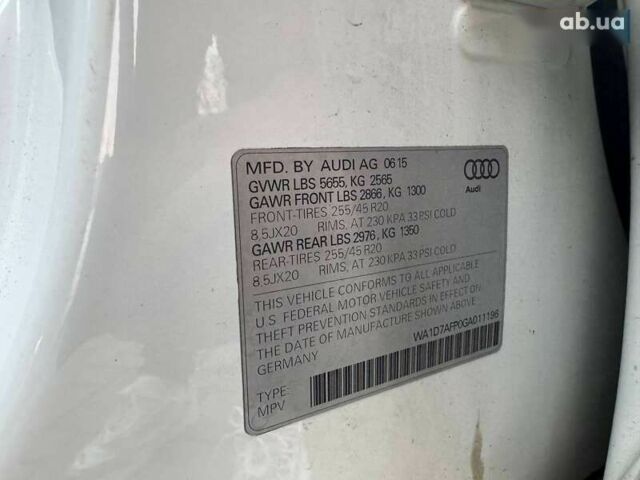 ab.ua
MFD. BY AUDI AG 06 15
GVWR LBS 5655, KG 2565
GAWR FRONT LBS 2866, KG 1300
FRONT-TIRES 255/45 R20
8.5JX20 RIMS, AT 230 KPA 33 PSI COLD
GAWR REAR LBS 2976, KG 1350
REAR-TIRES 255/45 R20
8.5JX20 RIMS, AT 230 KPA 33 PSI COLD
Audi
THIS VEHICLE CONFORMS TO ALL APPLICABLE
U.S FEDERAL MOTOR VEHICLE SAFETY AND
THEFT PREVENTION STANDARDS IN EFFECT ON
THE DATE OF MANUFACTURE SHOWN ABOVE.
GERMANY
WA1D7AFP0GA011196
TYPE:
MPV